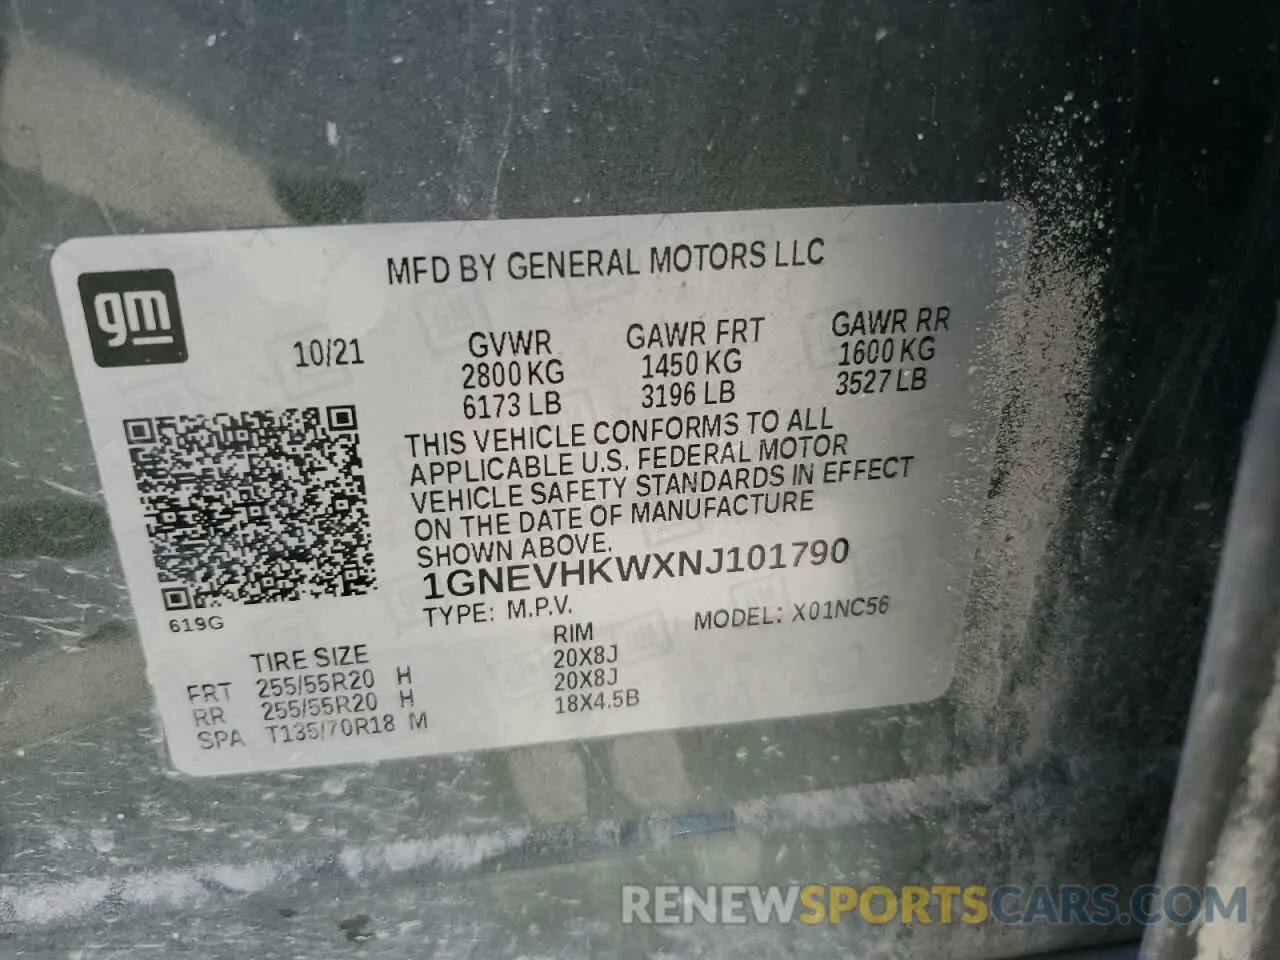 MFD BY GENERAL MOTORS LLC
gm
10/21
GVWR GAWR FRT GAWR RR
2800 KG 1450 KG 1600 KG
6173 LB 3196 LB 3527 LB
THIS VEHICLE CONFORMS TO ALL
APPLICABLE U.S. FEDERAL MOTOR
VEHICLE SAFETY STANDARDS IN EFFECT
ON THE DATE OF MANUFACTURE
SHOWN ABOVE.
1GNEVHKWXNJ101790
TYPE: M.P.V. MODEL: X01NC56
619G
TIRE SIZE RIM
FRT 255/55R20 H 20X8J
RR 255/55R20 H 20X8J
SPA T135/70R18 M 18X4.5B
RENEWSPORTSCARS.COM